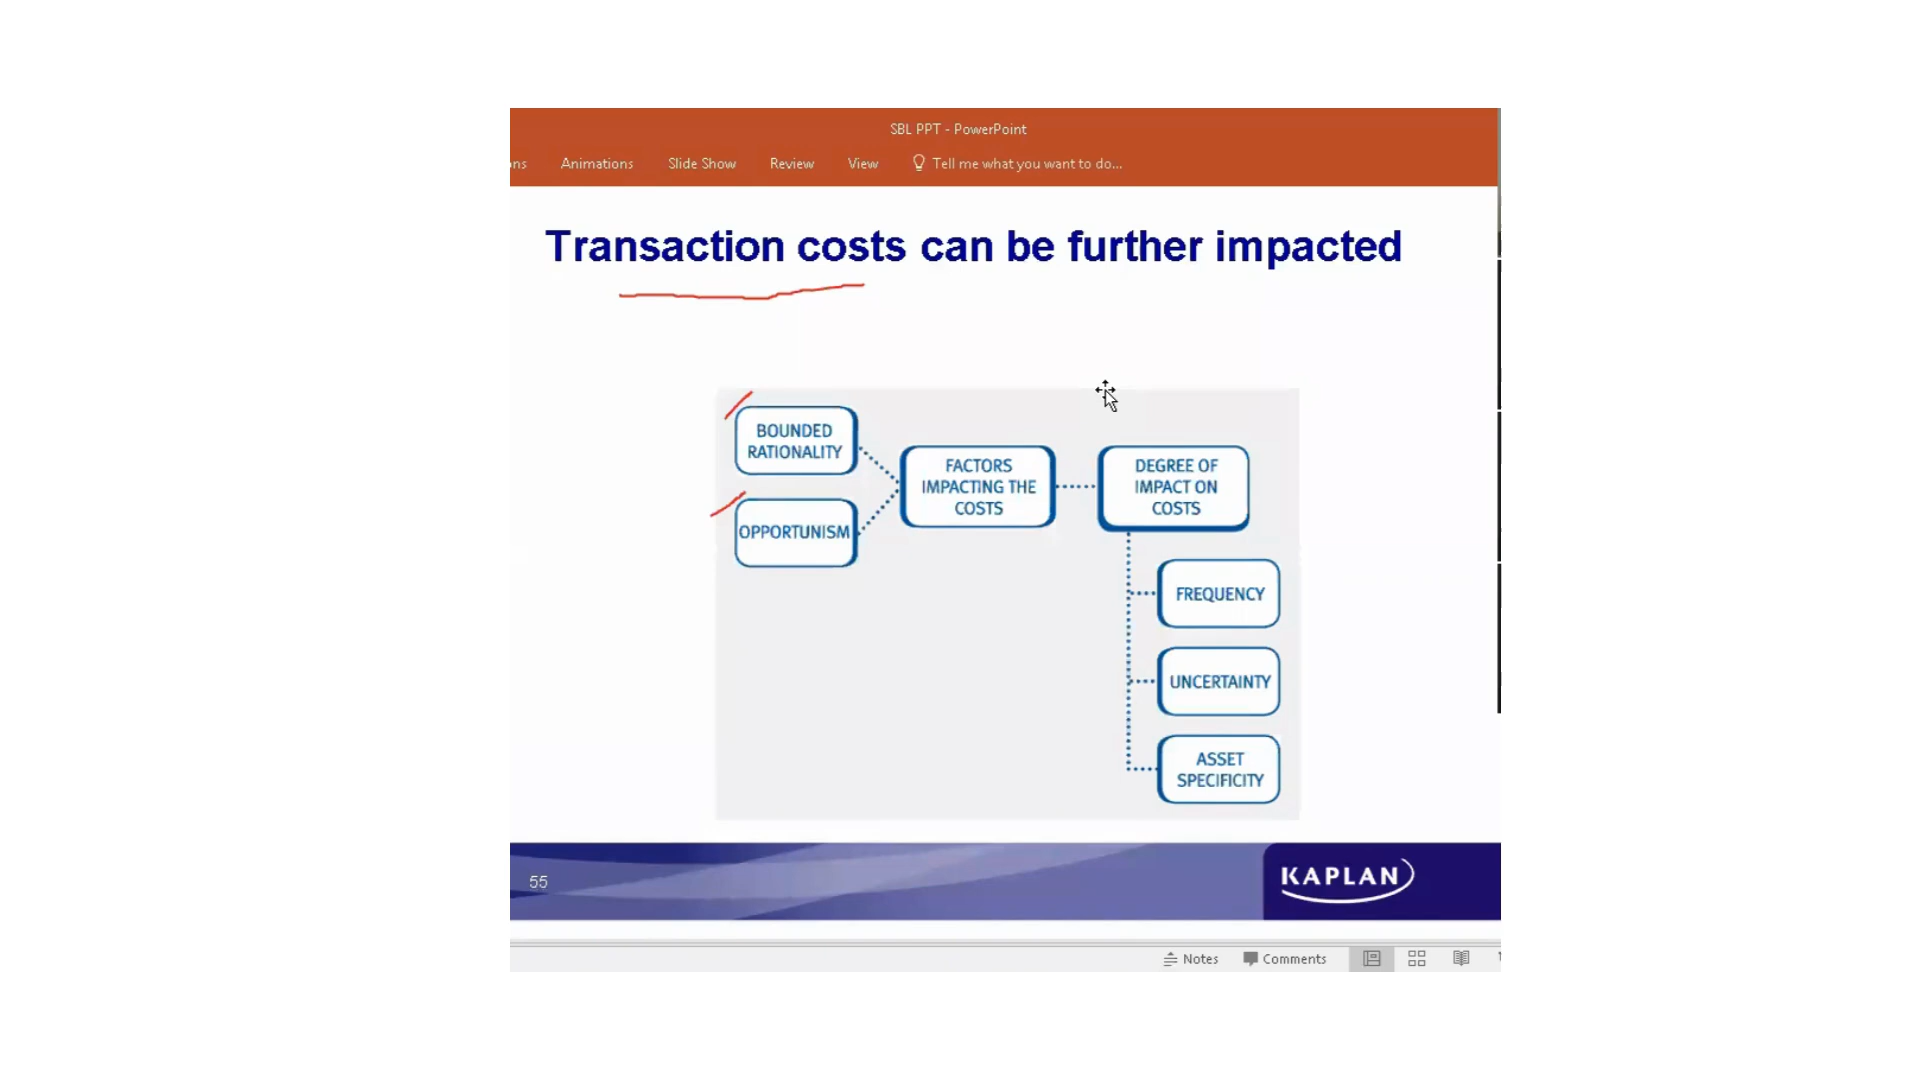 SBL PPT - PowerPoint
ons Animations Slide Show Review View Tell me what you want to do...
Transaction costs can be further impacted
BOUNDED
RATIONALITY
OPPORTUNISM
FACTORS
IMPACTING THE
COSTS
DEGREE OF
IMPACT ON
COSTS
FREQUENCY
UNCERTAINTY
ASSET
SPECIFICITY
55
KAPLAN
Notes Comments